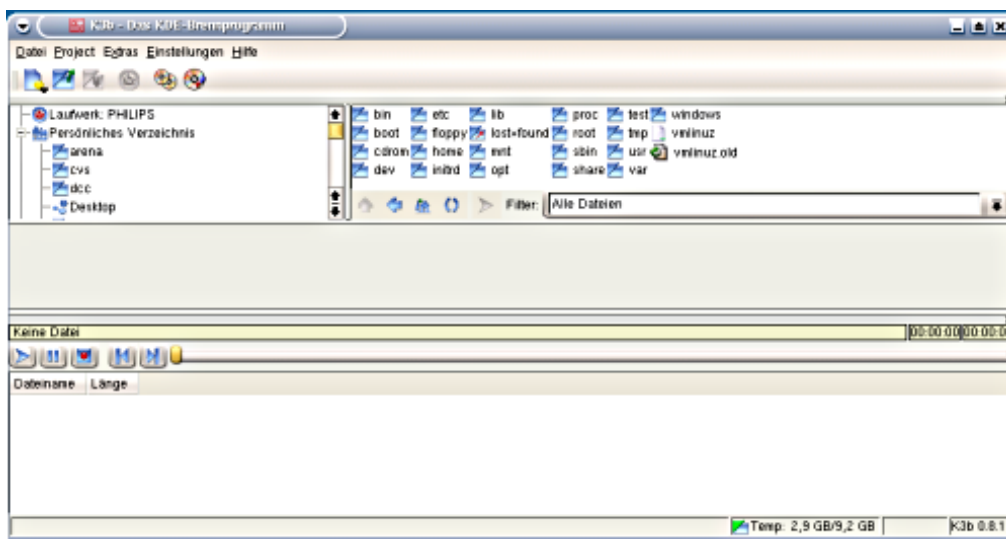 K3b - Das KDE-Brennprogramm
Datei Project Extras Einstellungen Hilfe
Laufwerk: PHILIPS
Persönliches Verzeichnis
arena
cvs
dcc
Desktop
bin etc lib proc test windows
boot floppy lost+found root tmp vmlinuz
cdrom home mnt sbin usr vmlinuz.old
dev initrd opt share var
Filter: Alle Dateien
Keine Datei 00:00:00 00:00:0
Dateiname Länge
Temp: 2,9 GB/9,2 GB K3b 0.8.1